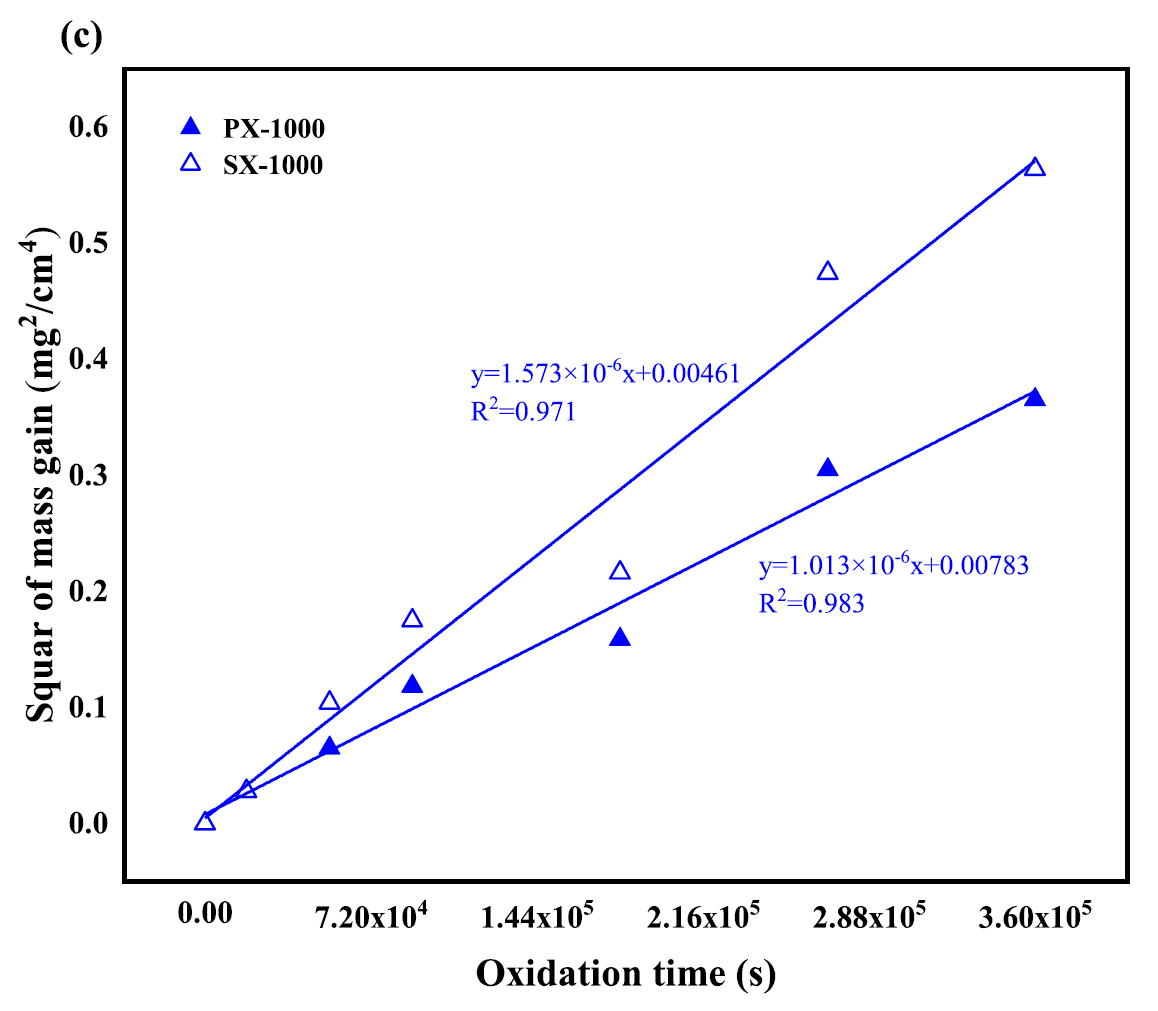 (c)
PX-1000
SX-1000
0.6
0.5
0.4
0.3
0.2
0.1
0.0
Squar of mass gain (mg²/cm⁴)
y=1.573×10⁻⁶x+0.00461
R²=0.971
y=1.013×10⁻⁶x+0.00783
R²=0.983
0.00 7.20x10⁴ 1.44x10⁵ 2.16x10⁵ 2.88x10⁵ 3.60x10⁵
Oxidation time (s)